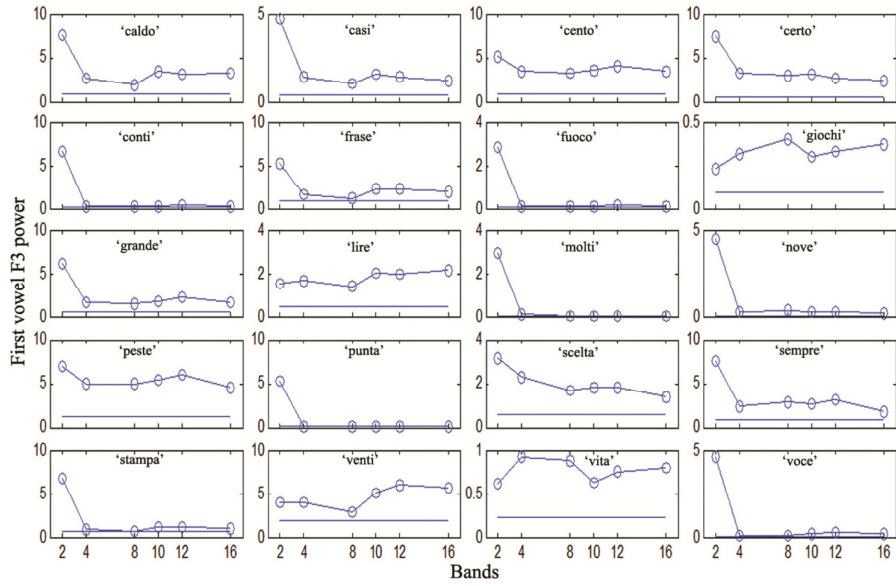 First vowel F3 power
10 5 0 'caldo'
5 0 'casi'
10 5 0 'cento'
10 5 0 'certo'
10 5 0 'conti'
10 5 0 'frase'
4 2 0 'fuoco'
0.5 0 'giochi'
10 5 0 'grande'
4 2 0 'lire'
4 2 0 'molti'
5 0 'nove'
10 5 0 'peste'
10 5 0 'punta'
4 2 0 'scelta'
10 5 0 'sempre'
10 5 0 'stampa'
10 5 0 'venti'
1 0.5 0 'vita'
5 0 'voce'
2 4 8 10 12 16
2 4 8 10 12 16
2 4 8 10 12 16
2 4 8 10 12 16
Bands